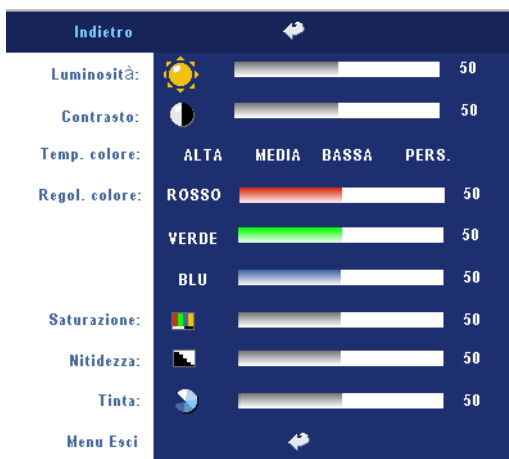 Indietro
Luminosità: 50
Contrasto: 50
Temp. colore: ALTA MEDIA BASSA PERS.
Regol. colore: ROSSO 50
VERDE 50
BLU 50
Saturazione: 50
Nitidezza: 50
Tinta: 50
Menu Esci